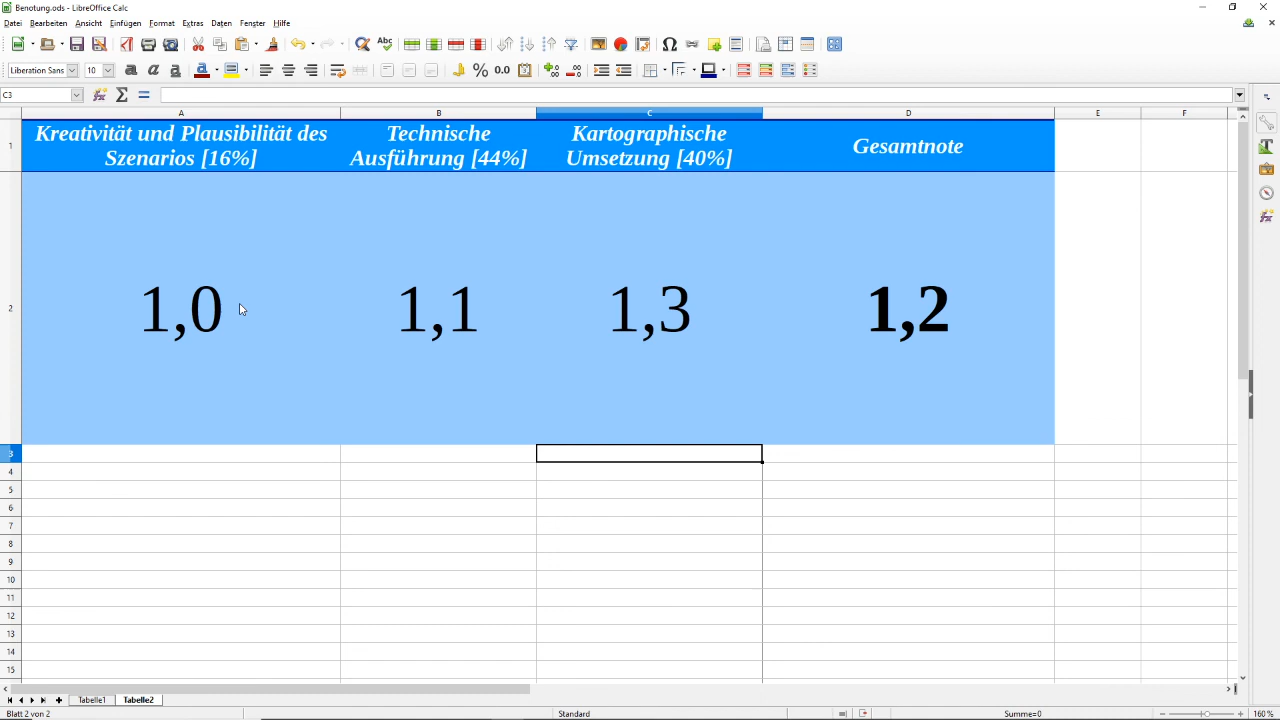 Benotung.ods - LibreOffice Calc
Datei Bearbeiten Ansicht Einfügen Format Extras Daten Fenster Hilfe
Liberation Sans 10
C3
A B C D E F
1 Kreativität und Plausibilität des Technische Kartographische Gesamtnote
Szenarios [16%] Ausführung [44%] Umsetzung [40%]
2 1,0 1,1 1,3 1,2
3
4
5
6
7
8
9
10
11
12
13
14
15
Tabelle1 Tabelle2
Blatt 2 von 2 Standard Summe=0 160 %